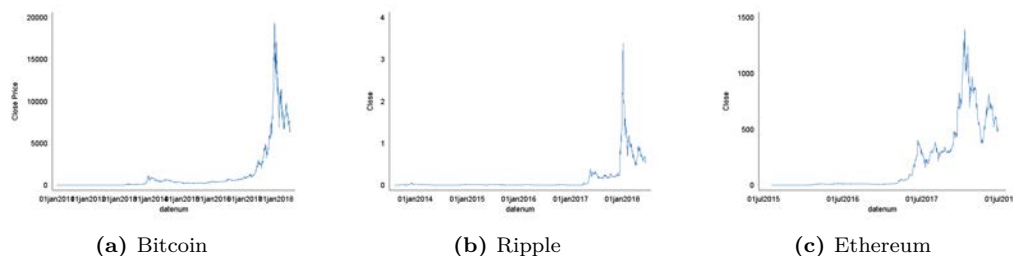 20000
15000
10000
5000
0
Close Price
01jan2018
datenum
(a) Bitcoin
4
3
2
1
0
Close
01jan2014 01jan2015 01jan2016 01jan2017 01jan2018
datenum
(b) Ripple
1500
1000
500
0
Close
01jul2015 01jul2016 01jul2017
datenum
(c) Ethereum